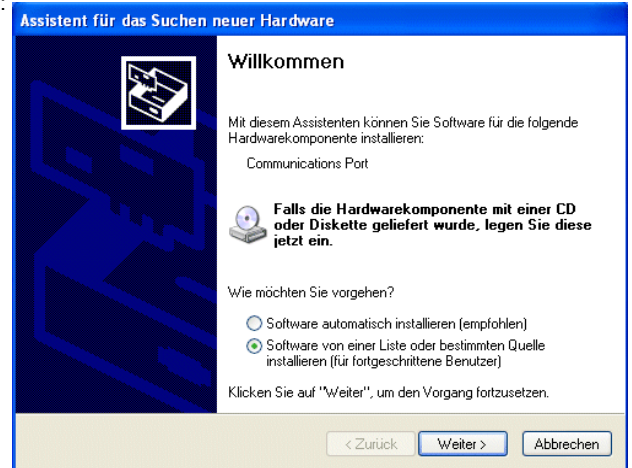 :
Assistent für das Suchen neuer Hardware
Willkommen
Mit diesem Assistenten können Sie Software für die folgende
Hardwarekomponente installieren:
Communications Port
Falls die Hardwarekomponente mit einer CD
oder Diskette geliefert wurde, legen Sie diese
jetzt ein.
Wie möchten Sie vorgehen?
Software automatisch installieren (empfohlen)
Software von einer Liste oder bestimmten Quelle
installieren (für fortgeschrittene Benutzer)
Klicken Sie auf "Weiter", um den Vorgang fortzusetzen.
< Zurück Weiter > Abbrechen